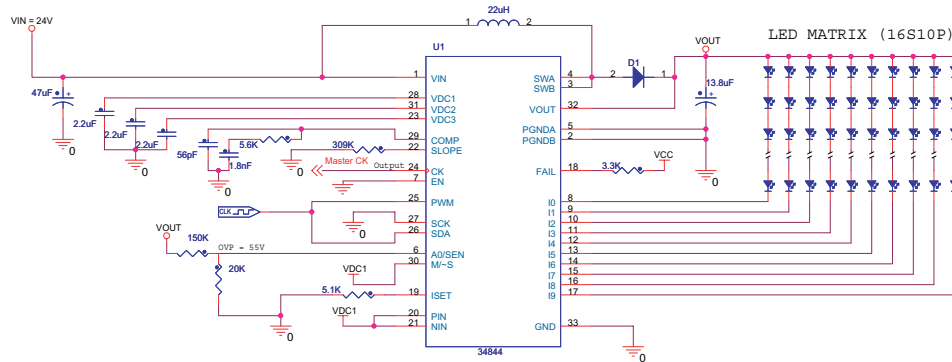 22uH
VIN = 24V
1 2
LED MATRIX (16S10P)
VOUT
U1
D1
1 VIN
SWA 4
SWB 3
2 1
47uF
+
13.8uF
+
28 VDC1
31 VDC2
23 VDC3
VOUT 32
2.2uF
2.2uF
2.2uF
0
0
PGNDA 5
PGNDB 2
29 COMP
22 SLOPE
5.6K
309K
56pF
1.8nF
0
0
0
Master CK
Output
24 CK
7 EN
FAIL 18
3.3K
VCC
0
25 PWM
CLK
27 SCK
26 SDA
0
I0 8
I1 9
I2 10
I3 11
I4 12
I5 13
I6 14
I7 15
I8 16
I9 17
VOUT
150K
OVP = 55V
6 A0/SEN
30 M/~S
20K
VDC1
5.1K
19 ISET
0
VDC1
20 PIN
21 NIN
GND 33
0
34844